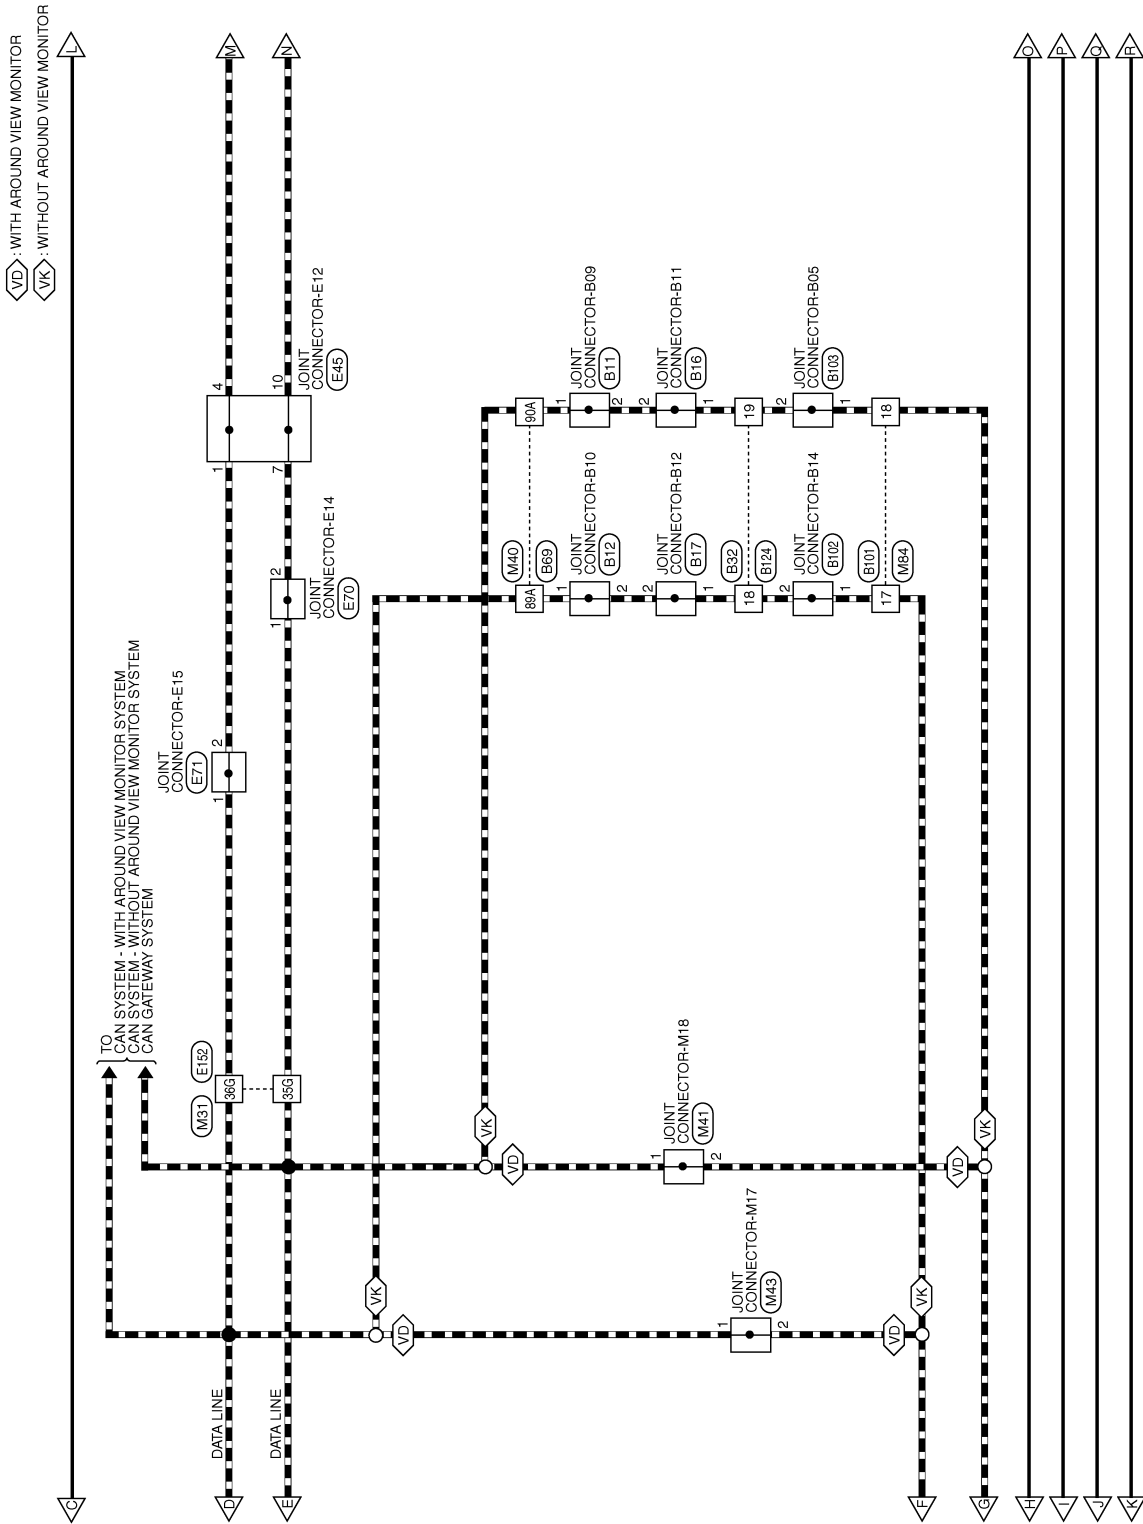 VD : WITH AROUND VIEW MONITOR
VK : WITHOUT AROUND VIEW MONITOR
C
L
TO
CAN SYSTEM - WITH AROUND VIEW MONITOR SYSTEM
CAN SYSTEM - WITHOUT AROUND VIEW MONITOR SYSTEM
CAN GATEWAY SYSTEM
JOINT
CONNECTOR-E15
E71
M31
E152
D
DATA LINE
36G
1
2
1
4
M
E
DATA LINE
35G
1
2
7
10
N
JOINT
CONNECTOR-E14
E70
JOINT
CONNECTOR-E12
E45
VK
VD
VK
VD
M40
B69
89A
90A
1
1
JOINT
CONNECTOR-B10
B12
JOINT
CONNECTOR-B09
B11
2
2
2
2
JOINT
CONNECTOR-M18
M41
1
2
JOINT
CONNECTOR-B12
B17
JOINT
CONNECTOR-B11
B16
1
1
B32
B124
18
19
JOINT
CONNECTOR-M17
M43
1
2
2
2
JOINT
CONNECTOR-B14
B102
JOINT
CONNECTOR-B05
B103
1
1
B101
M84
17
18
VD
VK
F
VD
VK
G
H
O
I
P
J
Q
K
R